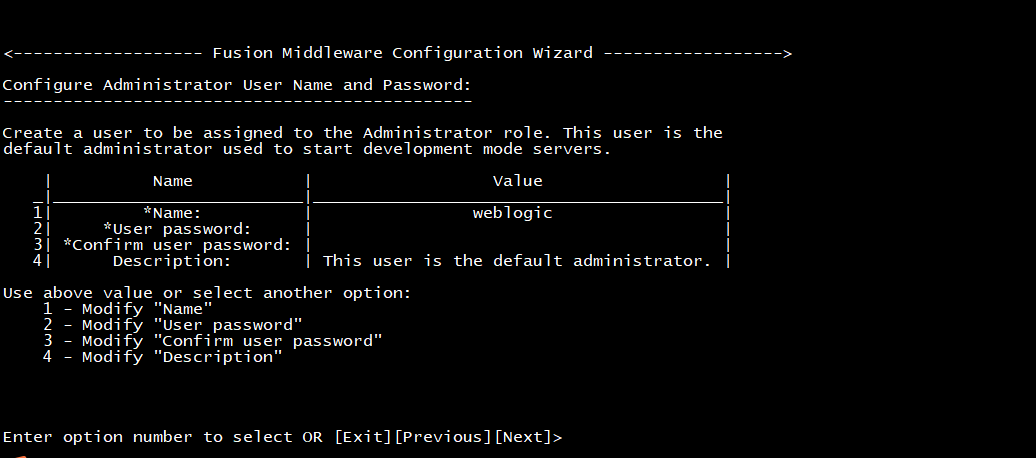 <------------------- Fusion Middleware Configuration Wizard ------------------>
Configure Administrator User Name and Password:
-----------------------------------------------
Create a user to be assigned to the Administrator role. This user is the
default administrator used to start development mode servers.
| Name | Value |
_|_________________________|_________________________________________|
1| *Name: | weblogic |
2| *User password: | |
3| *Confirm user password: | |
4| Description: | This user is the default administrator. |
Use above value or select another option:
1 - Modify "Name"
2 - Modify "User password"
3 - Modify "Confirm user password"
4 - Modify "Description"
Enter option number to select OR [Exit][Previous][Next]>